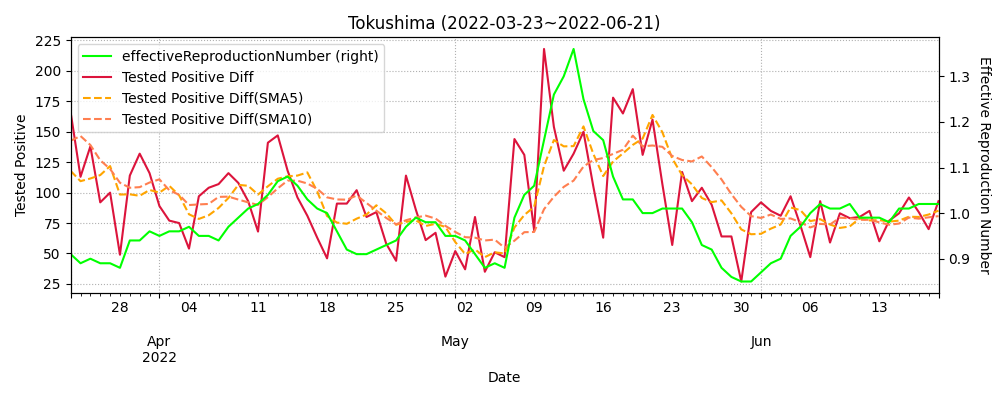 Tokushima (2022-03-23~2022-06-21)
effectiveReproductionNumber (right)
Tested Positive Diff
Tested Positive Diff(SMA5)
Tested Positive Diff(SMA10)
Tested Positive
225
200
175
150
125
100
75
50
25
Effective Reproduction Number
1.3
1.2
1.1
1.0
0.9
28 04 11 18 25 02 09 16 23 30 06 13
Apr May Jun
2022
Date